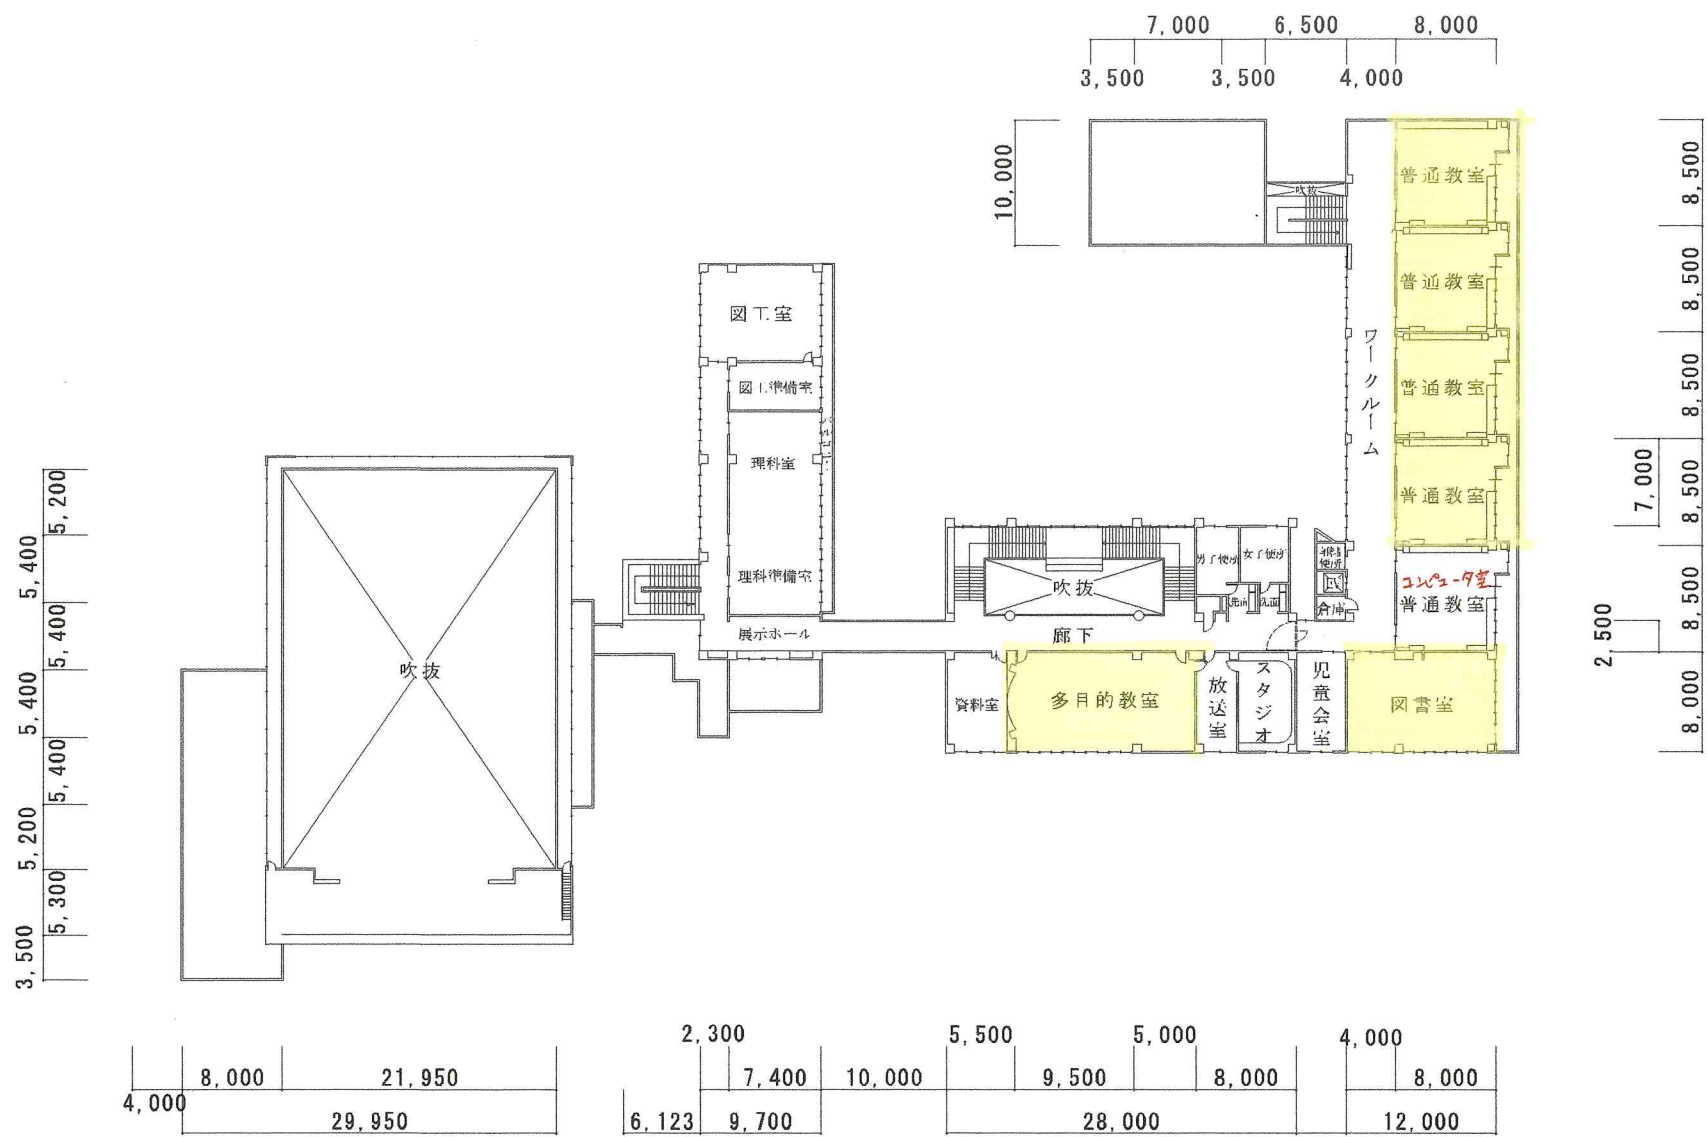 7,000 6,500 8,000
3,500 3,500 4,000
10,000
吹抜
普通教室
8,500
普通教室
8,500
図工室
ワークルーム
普通教室
8,500
図工準備室
理科室
普通教室
8,500
7,000
5,200
5,400
5,400
5,400
5,400
5,200
5,300
3,500
男子便所
女子便所
便所
倉庫
コンピュータ室
普通教室
8,500
2,500
理科準備室
吹抜
洗面
洗面
展示ホール
廊下
吹抜
資料室
多目的教室
放送室
スタジオ
児童会室
図書室
8,000
2,300 5,500 5,000 4,000
8,000 21,950 7,400 10,000 9,500 8,000 8,000
4,000
29,950 6,123 9,700 28,000 12,000